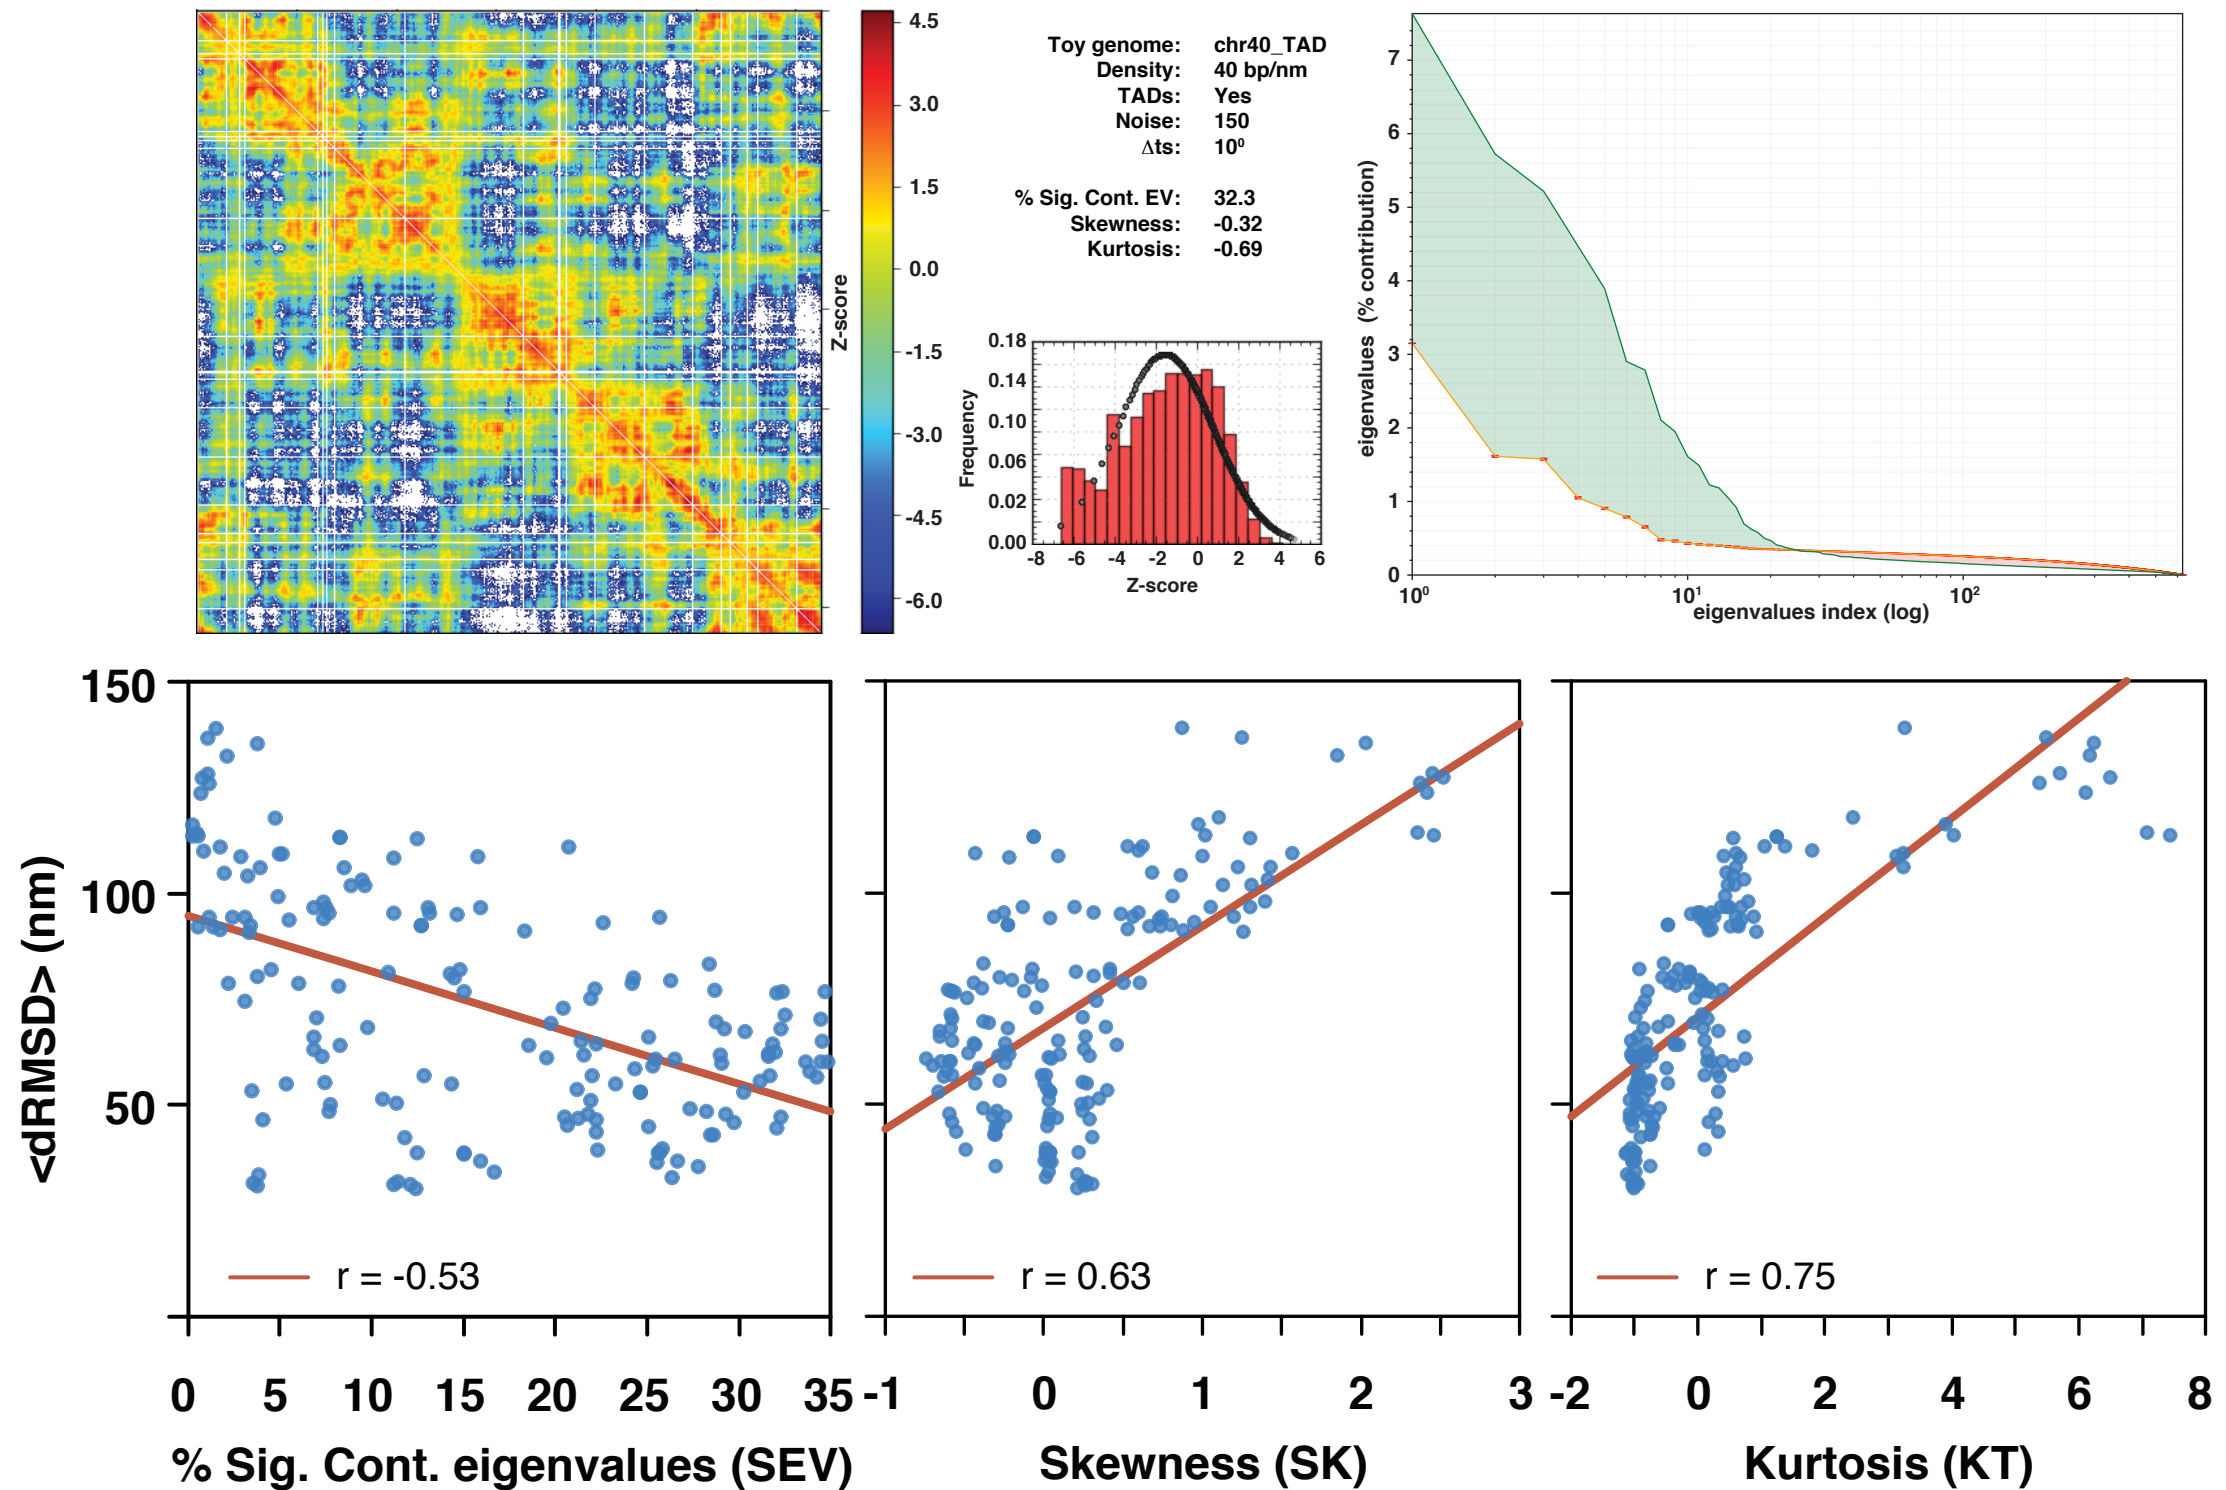 4.5
3.0
1.5
0.0
-1.5
-3.0
-4.5
-6.0
Z-score
Toy genome: chr40_TAD
Density: 40 bp/nm
TADs: Yes
Noise: 150
Δts: 10⁰
% Sig. Cont. EV: 32.3
Skewness: -0.32
Kurtosis: -0.69
0.18
0.14
0.10
0.06
0.02
0.00
Frequency
-8 -6 -4 -2 0 2 4 6
Z-score
7
6
5
4
3
2
1
0
eigenvalues (% contribution)
10⁰ 10¹ 10²
eigenvalues index (log)
150
100
50
<dRMSD> (nm)
r = -0.53
r = 0.63
r = 0.75
0 5 10 15 20 25 30 35
-1 0 1 2 3
-2 0 2 4 6 8
% Sig. Cont. eigenvalues (SEV)
Skewness (SK)
Kurtosis (KT)